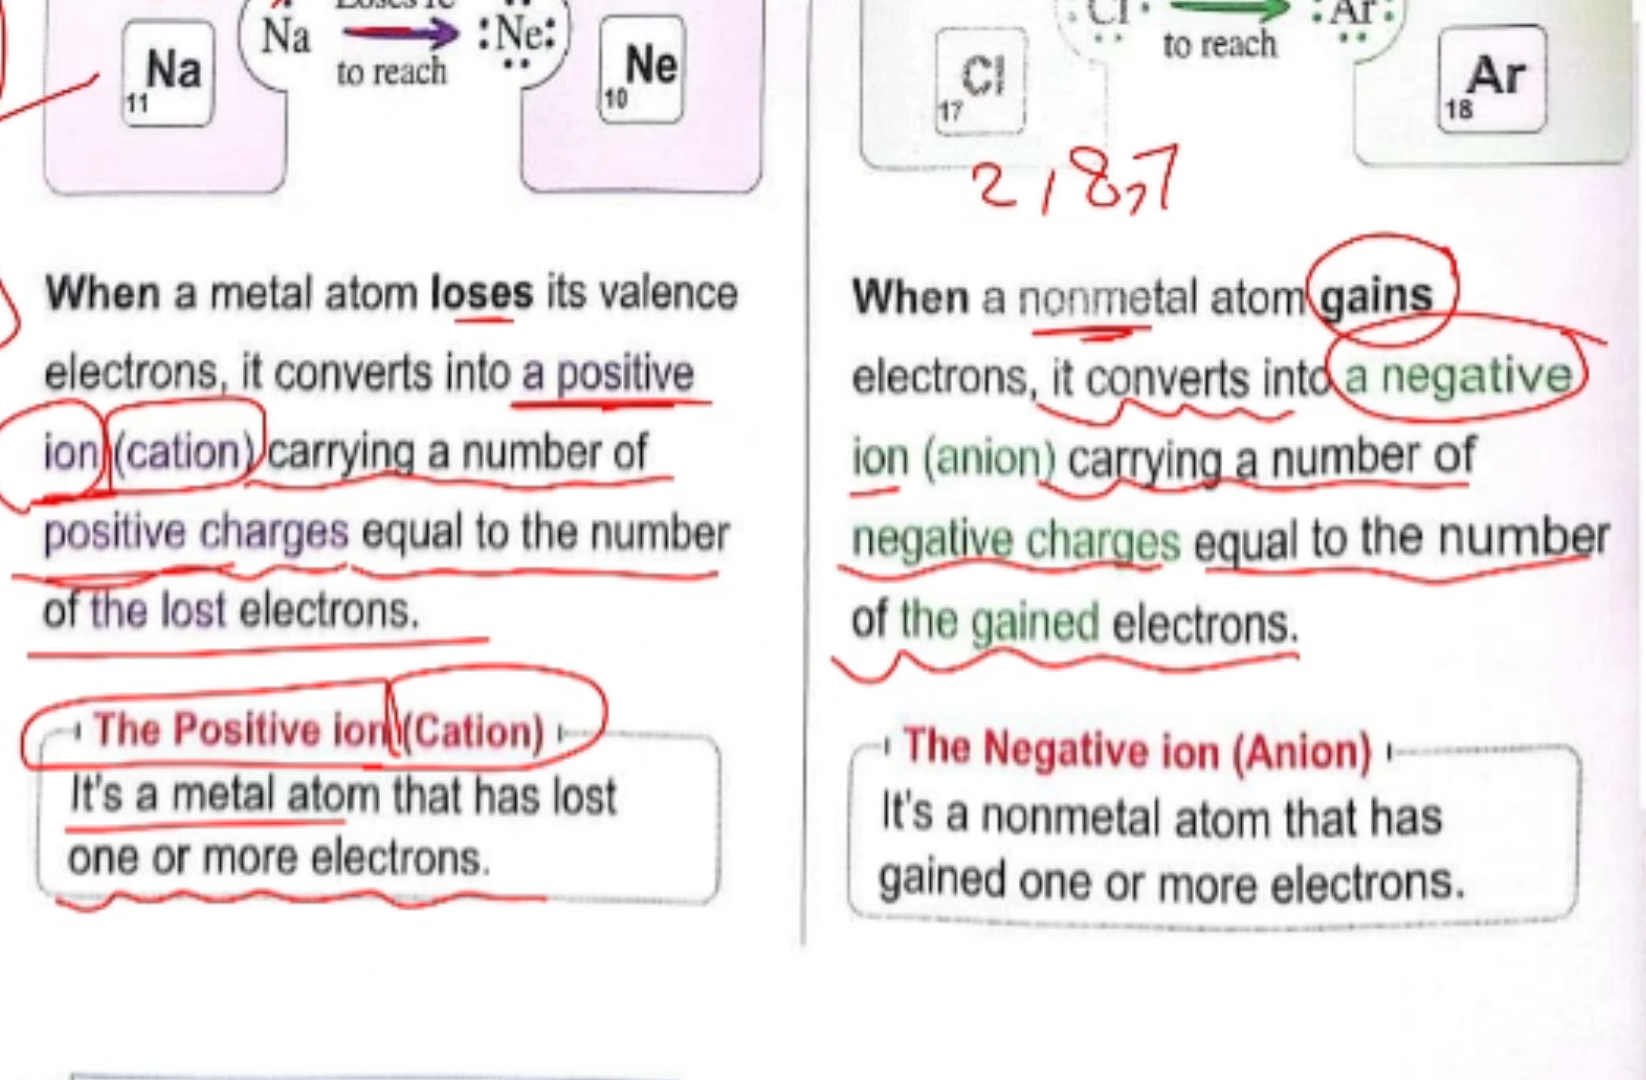 Na
to reach
:Ne:
Na
11
Ne
10
Cl
to reach
:Ar:
Cl
17
Ar
18
2,8,7
When a metal atom loses its valence
electrons, it converts into a positive
ion (cation) carrying a number of
positive charges equal to the number
of the lost electrons.
The Positive ion (Cation)
It's a metal atom that has lost
one or more electrons.
When a nonmetal atom gains
electrons, it converts into a negative
ion (anion) carrying a number of
negative charges equal to the number
of the gained electrons.
The Negative ion (Anion)
It's a nonmetal atom that has
gained one or more electrons.